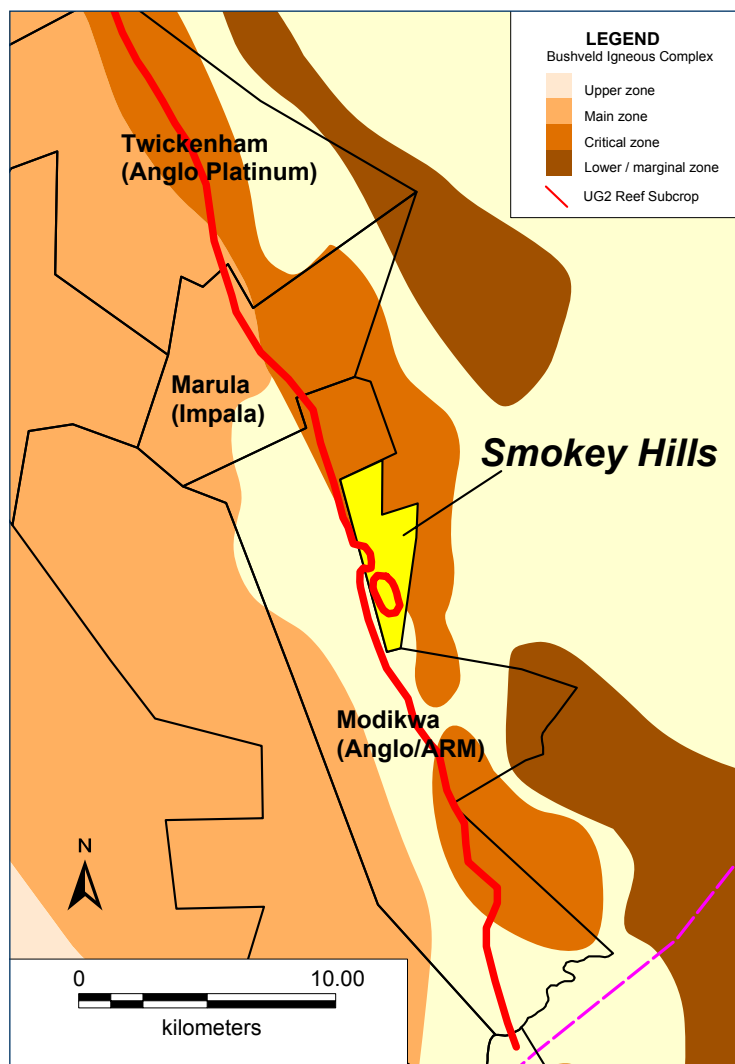 LEGEND
Bushveld Igneous Complex
Upper zone
Main zone
Critical zone
Lower / marginal zone
UG2 Reef Subcrop
Twickenham
(Anglo Platinum)
Marula
(Impala)
Smokey Hills
Modikwa
(Anglo/ARM)
N
0 10.00
kilometers